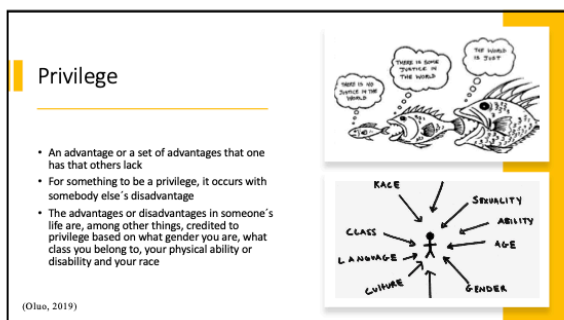 Privilege
• An advantage or a set of advantages that one
has that others lack
• For something to be a privilege, it occurs with
somebody else´s disadvantage
• The advantages or disadvantages in someone´s
life are, among other things, credited to
privilege based on what gender you are, what
class you belong to, your physical ability or
disability and your race
(Oluo, 2019)
THERE IS NO
JUSTICE IN THE
WORLD
THERE IS SOME
JUSTICE IN
THE WORLD
THE WORLD
IS JUST
RACE
SEXUALITY
ABILITY
CLASS
AGE
LANGUAGE
CULTURE
GENDER